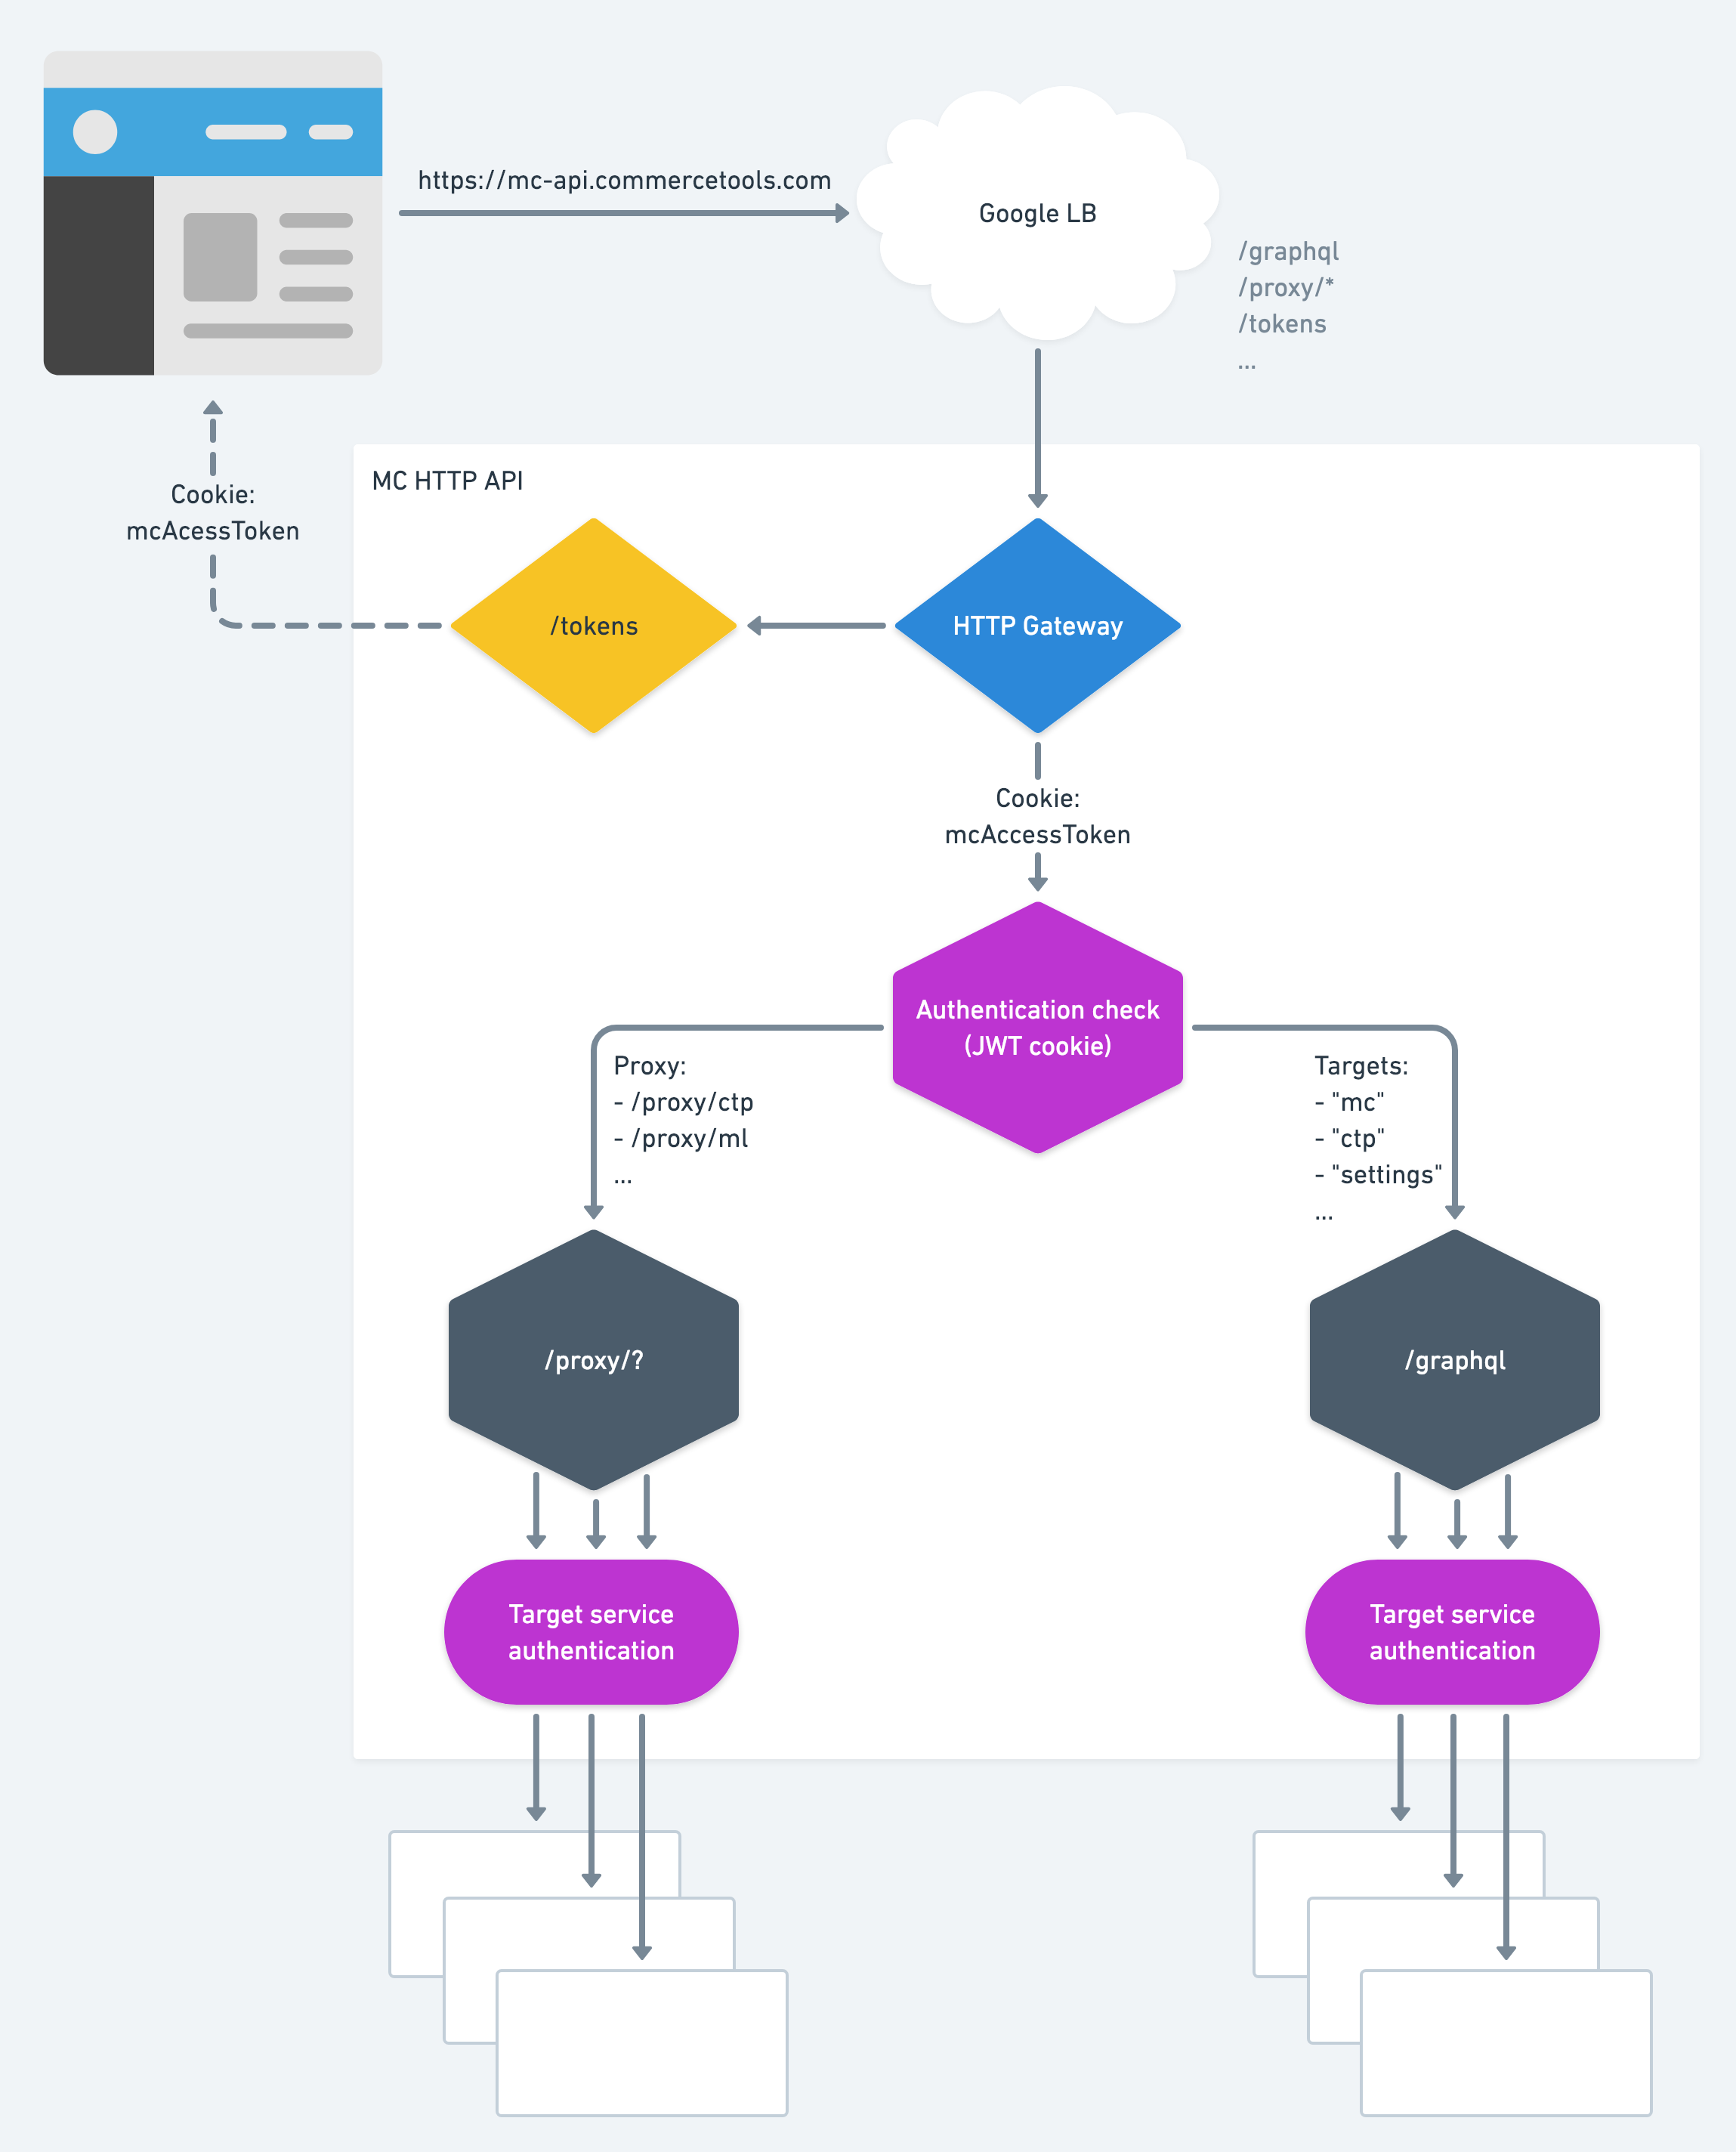 https://mc-api.commercetools.com
Google LB
/graphql
/proxy/*
/tokens
...
MC HTTP API
Cookie:
mcAcessToken
/tokens
HTTP Gateway
Cookie:
mcAccessToken
Authentication check
(JWT cookie)
Proxy:
- /proxy/ctp
- /proxy/ml
...
Targets:
- "mc"
- "ctp"
- "settings"
...
/proxy/?
/graphql
Target service
authentication
Target service
authentication